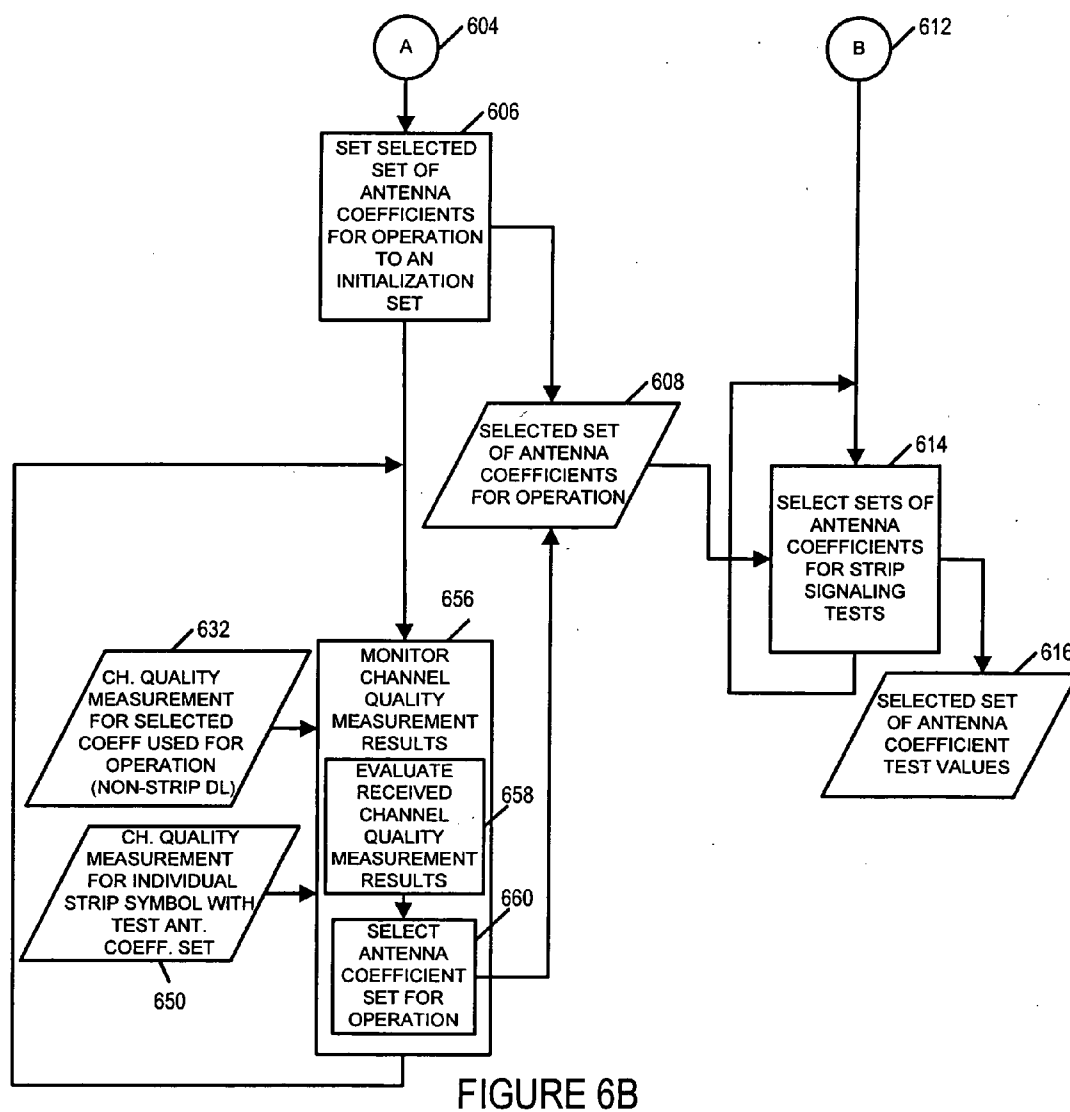 A
604
B
612
606
SET SELECTED
SET OF
ANTENNA
COEFFICIENTS
FOR OPERATION
TO AN
INITIALIZATION
SET
608
SELECTED SET
OF ANTENNA
COEFFICIENTS
FOR OPERATION
614
SELECT SETS OF
ANTENNA
COEFFICIENTS
FOR STRIP
SIGNALING
TESTS
616
SELECTED SET
OF ANTENNA
COEFFICIENT
TEST VALUES
632
CH. QUALITY
MEASUREMENT
FOR SELECTED
COEFF USED FOR
OPERATION
(NON-STRIP DL)
656
MONITOR
CHANNEL
QUALITY
MEASUREMENT
RESULTS
EVALUATE
RECEIVED
CHANNEL
QUALITY
MEASUREMENT
RESULTS
658
CH. QUALITY
MEASUREMENT
FOR INDIVIDUAL
STRIP SYMBOL WITH
TEST ANT.
COEFF. SET
650
660
SELECT
ANTENNA
COEFFICIENT
SET FOR
OPERATION
FIGURE 6B